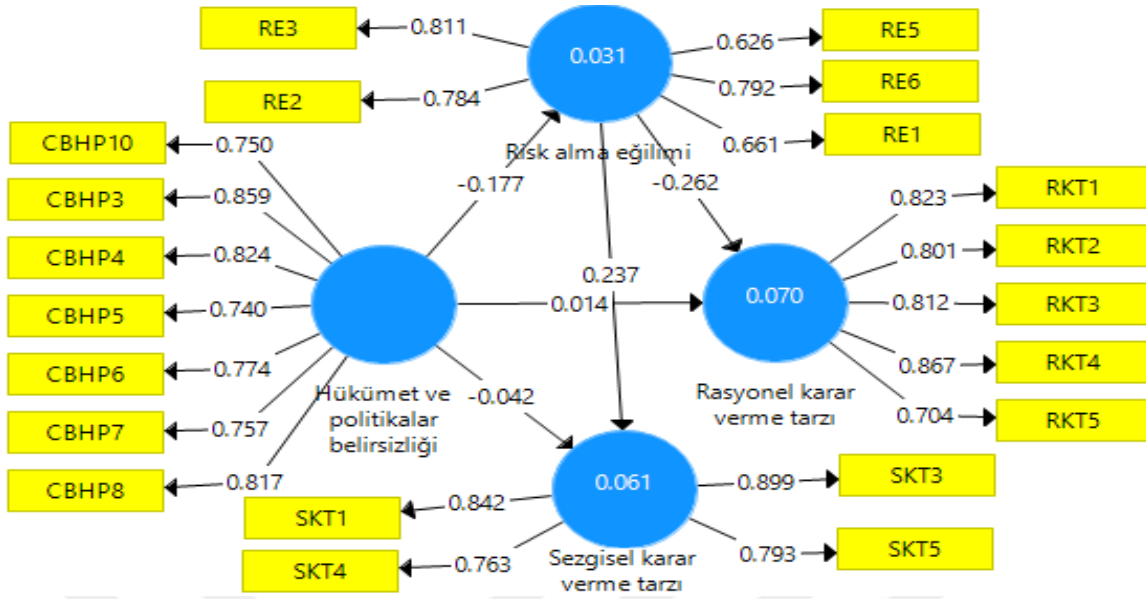 RE3
0.811
0.031
0.626
RE5
RE2
0.784
0.792
RE6
0.661
RE1
Risk alma eğilimi
CBHP10
0.750
-0.177
-0.262
CBHP3
0.859
CBHP4
0.824
CBHP5
0.740
CBHP6
0.774
CBHP7
0.757
CBHP8
0.817
Hükümet ve
politikalar
belirsizliği
0.237
0.014
-0.042
0.070
Rasyonel karar
verme tarzı
0.823
RKT1
0.801
RKT2
0.812
RKT3
0.867
RKT4
0.704
RKT5
0.061
SKT1
0.842
SKT4
0.763
0.899
SKT3
0.793
SKT5
Sezgisel karar
verme tarzı